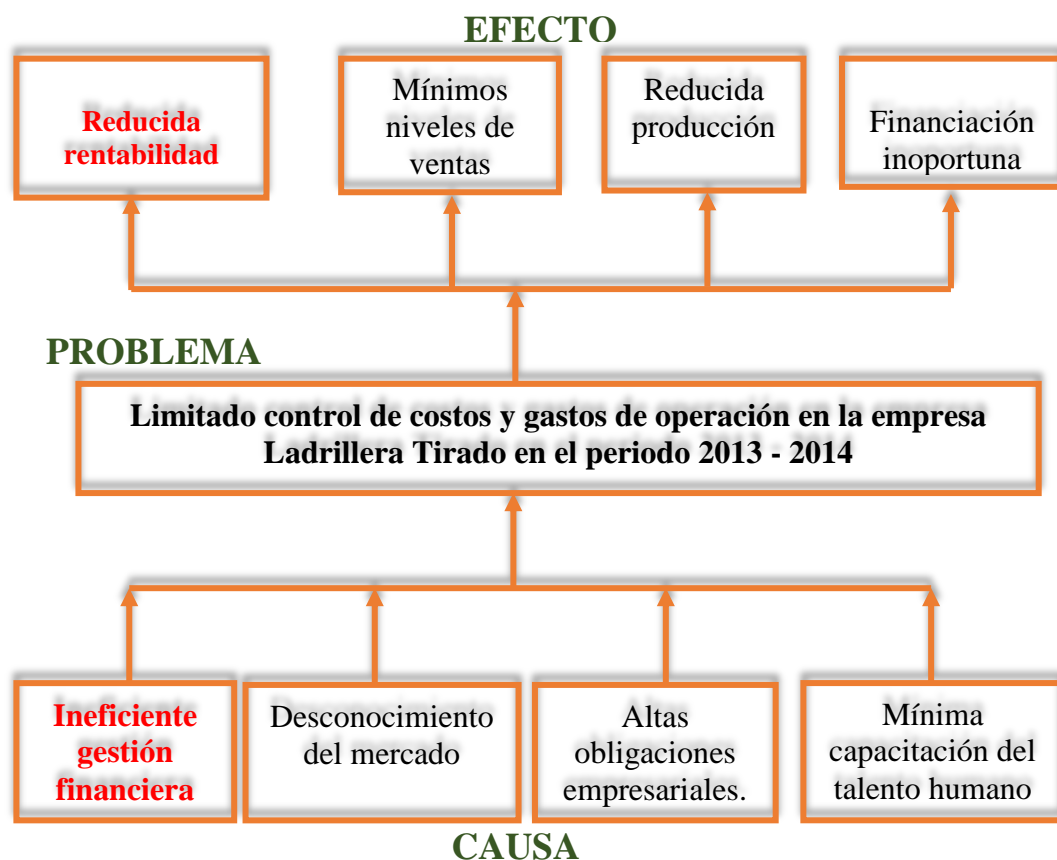 EFECTO
Reducida
rentabilidad
Mínimos
niveles de
ventas
Reducida
producción
Financiación
inoportuna
PROBLEMA
Limitado control de costos y gastos de operación en la empresa
Ladrillera Tirado en el periodo 2013 - 2014
Ineficiente
gestión
financiera
Desconocimiento
del mercado
Altas
obligaciones
empresariales.
Mínima
capacitación del
talento humano
CAUSA